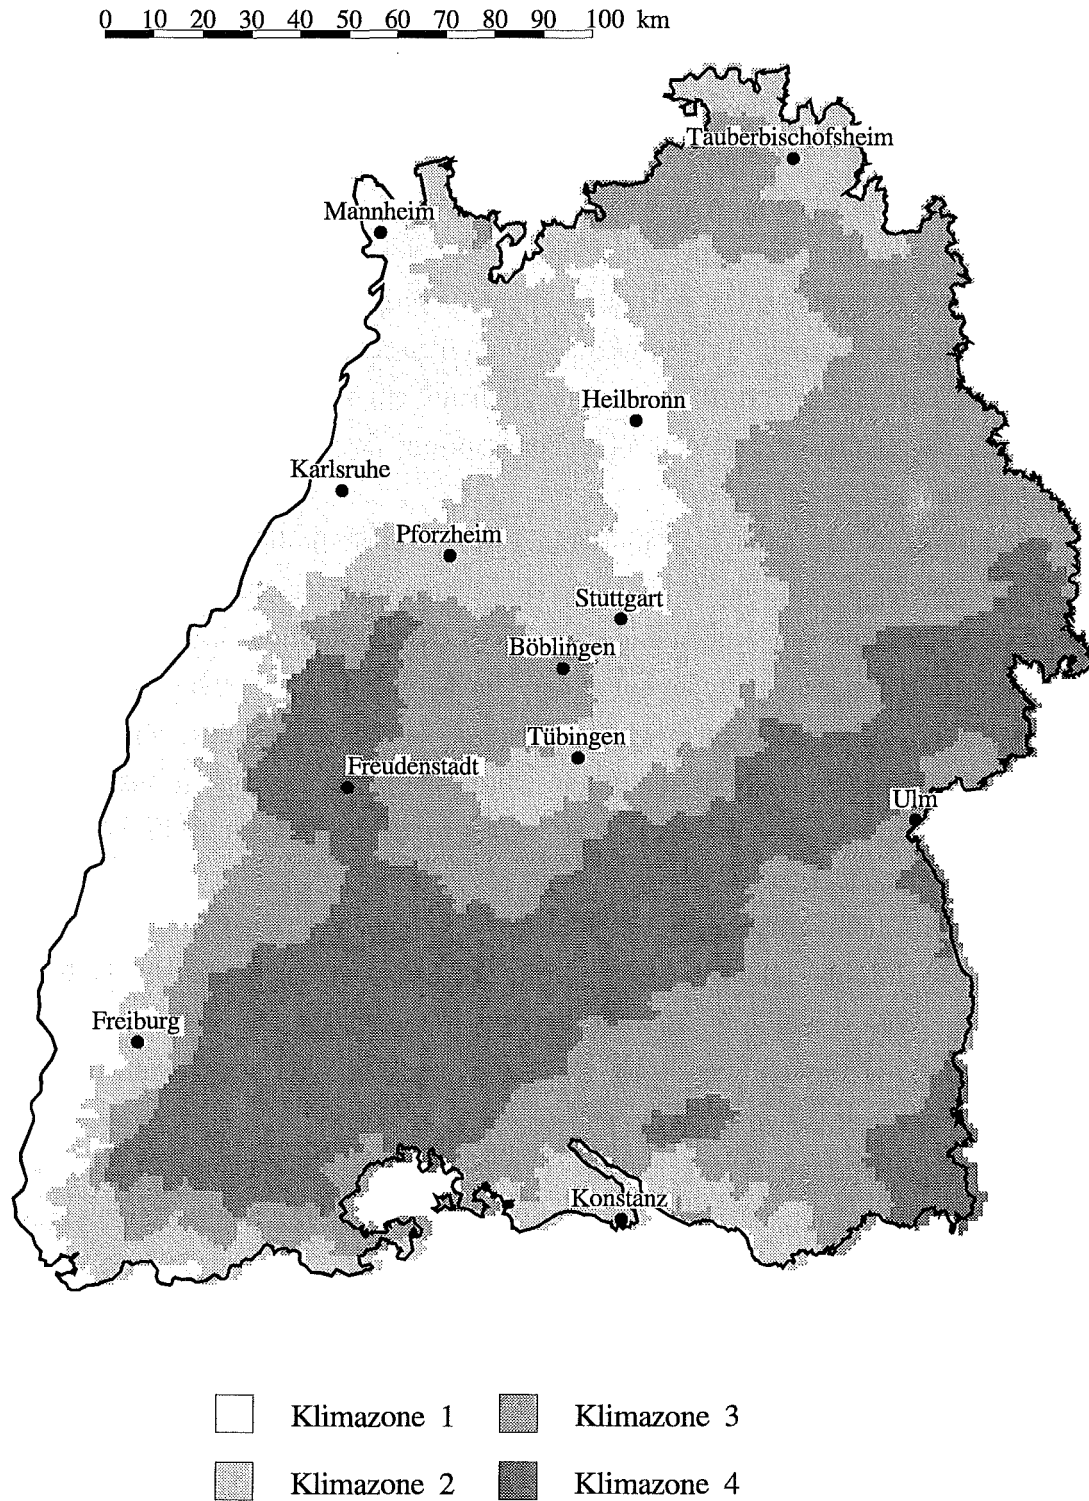 0 10 20 30 40 50 60 70 80 90 100 km
Tauberbischofsheim
Mannheim
Heilbronn
Karlsruhe
Pforzheim
Stuttgart
Böblingen
Tübingen
Freudenstadt
Ulm
Freiburg
Konstanz
Klimazone 1 Klimazone 3
Klimazone 2 Klimazone 4